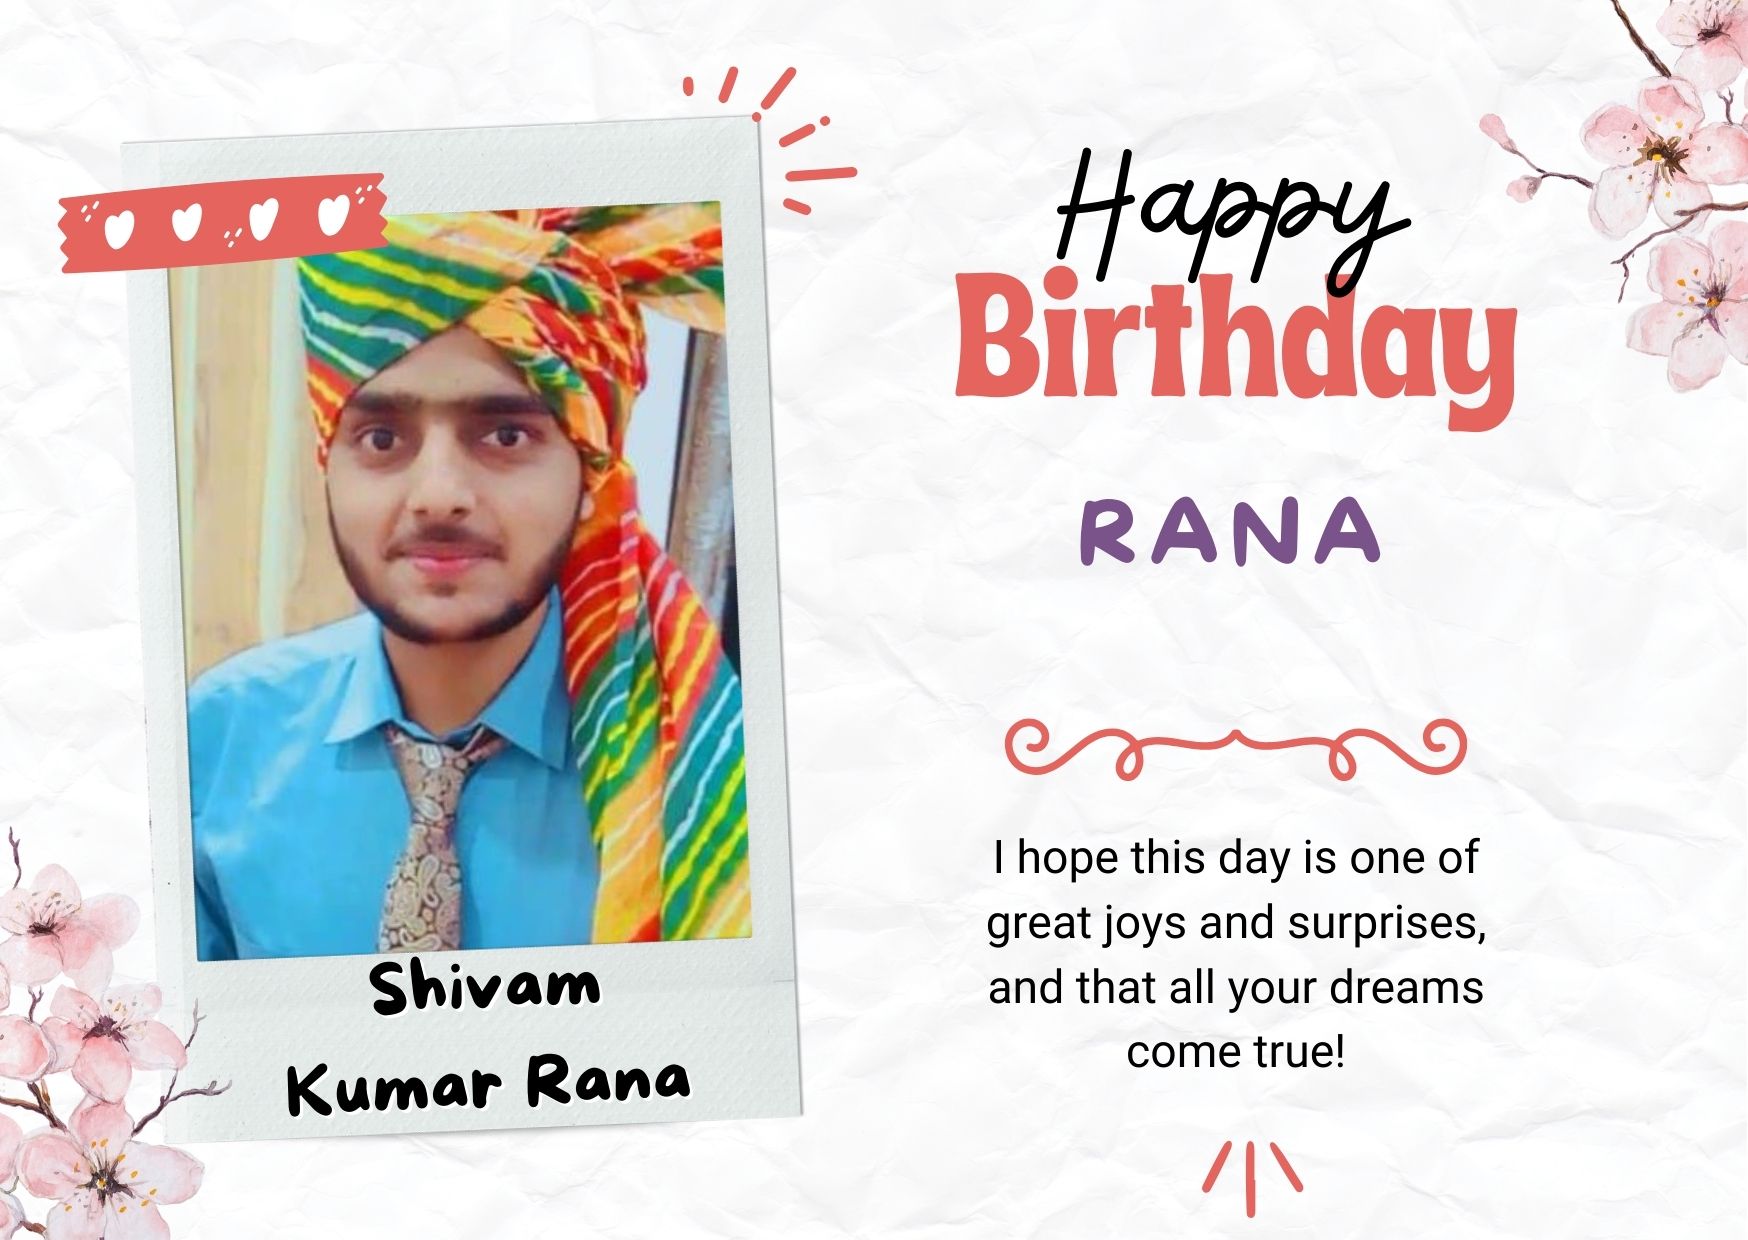 Happy
Birthday
RANA
I hope this day is one of
great joys and surprises,
and that all your dreams
come true!
Shivam
Kumar Rana